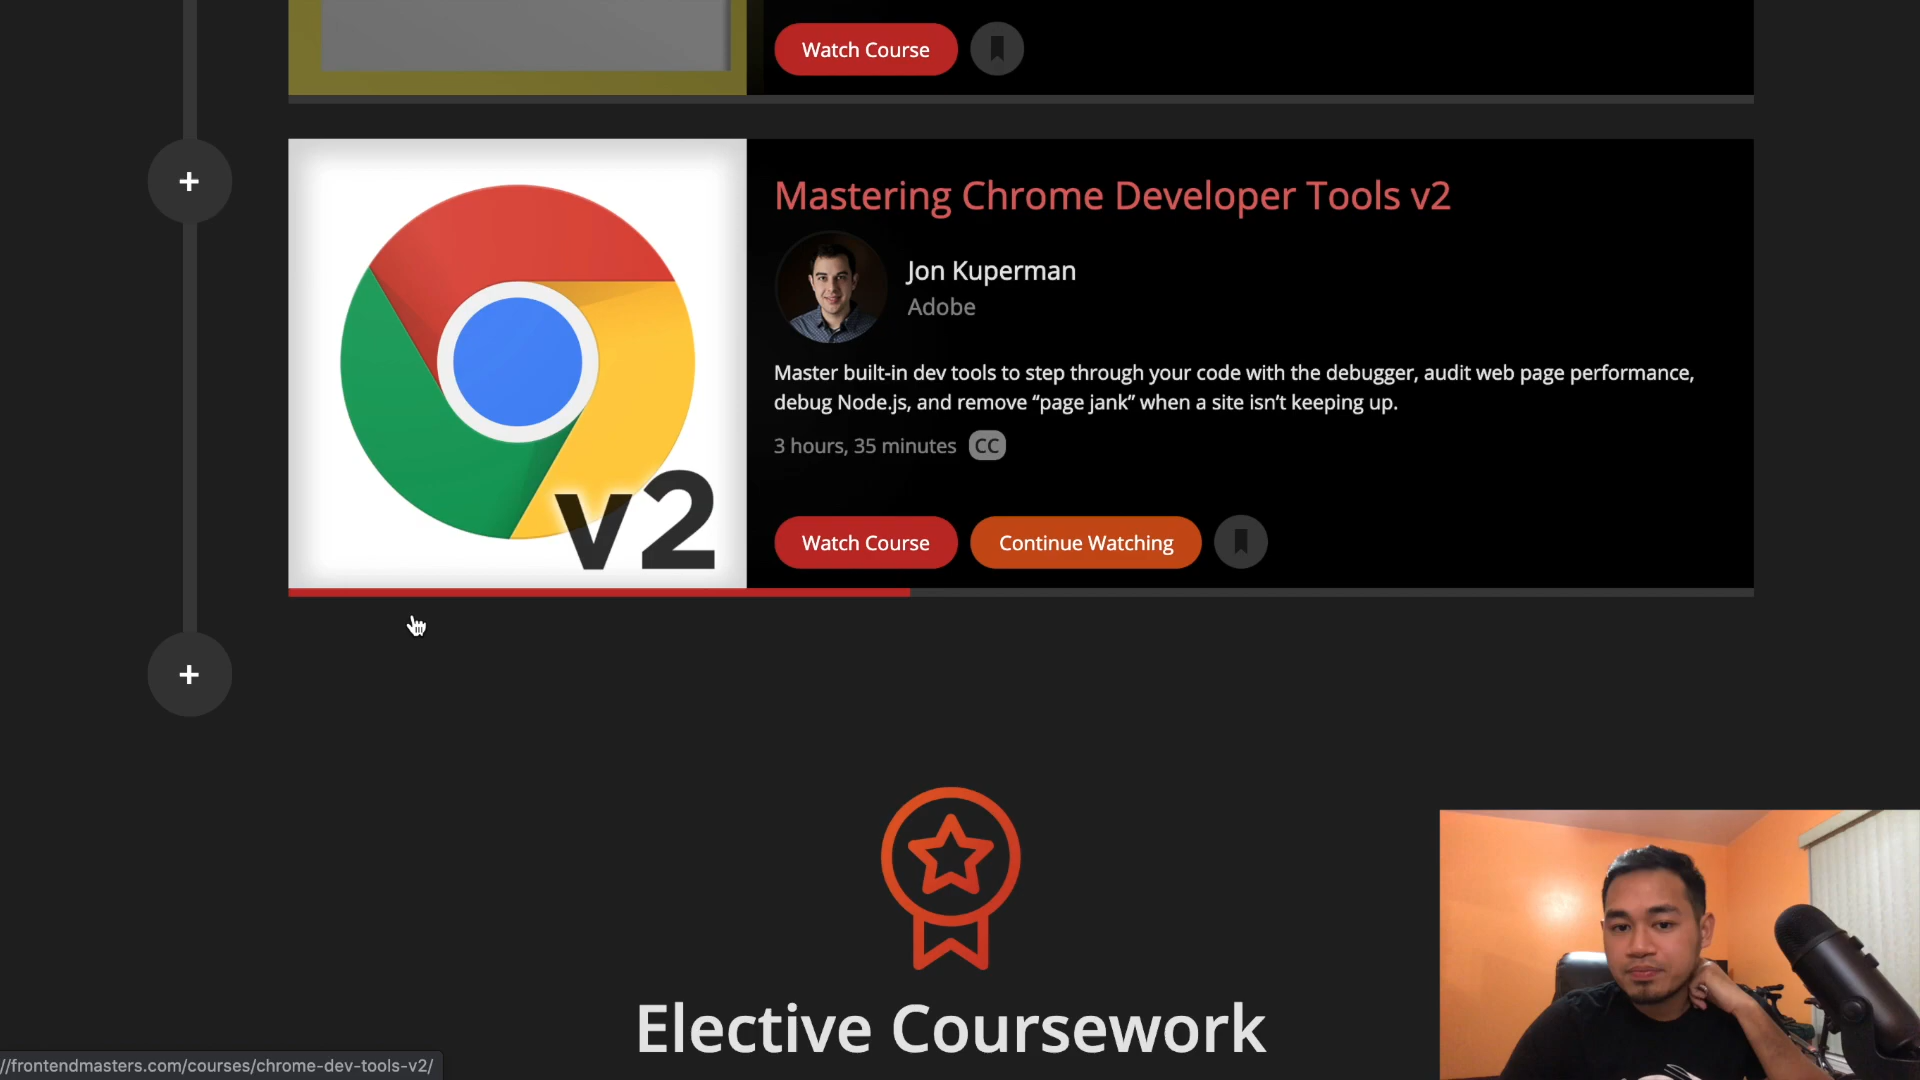 Watch Course
Mastering Chrome Developer Tools v2
Jon Kuperman
Adobe
Master built-in dev tools to step through your code with the debugger, audit web page performance,
debug Node.js, and remove “page jank” when a site isn’t keeping up.
3 hours, 35 minutes CC
v2
Watch Course Continue Watching
Elective Coursework
//frontendmasters.com/courses/chrome-dev-tools-v2/